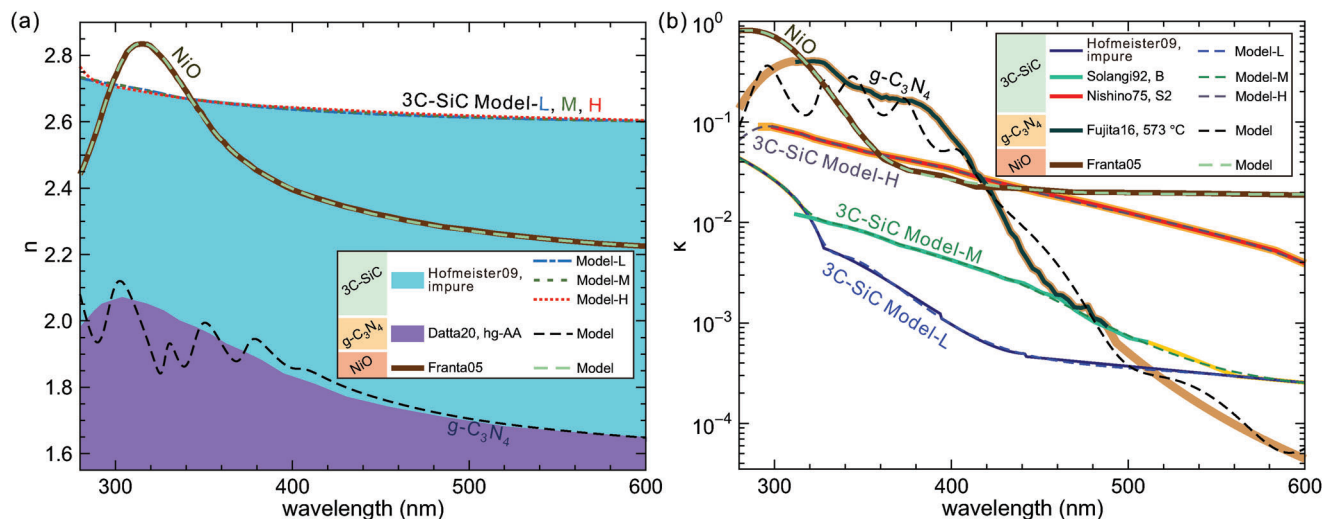 (a)
2.8
2.6
2.4
2.2
2.0
1.8
1.6
n
300
400
500
600
wavelength (nm)
NiO
3C-SiC Model-L, M, H
g-C₃N₄
3C-SiC
Hofmeister09,
impure
Model-L
Model-M
Model-H
g-C₃N₄
Datta20, hg-AA
Model
NiO
Franta05
Model
(b)
10⁰
10⁻¹
10⁻²
10⁻³
10⁻⁴
κ
300
400
500
600
wavelength (nm)
g-C₃N₄
3C-SiC Model-H
3C-SiC Model-M
3C-SiC Model-L
3C-SiC
Hofmeister09,
impure
Model-L
Solangi92, B
Model-M
Nishino75, S2
Model-H
g-C₃N₄
Fujita16, 573 °C
Model
NiO
Franta05
Model